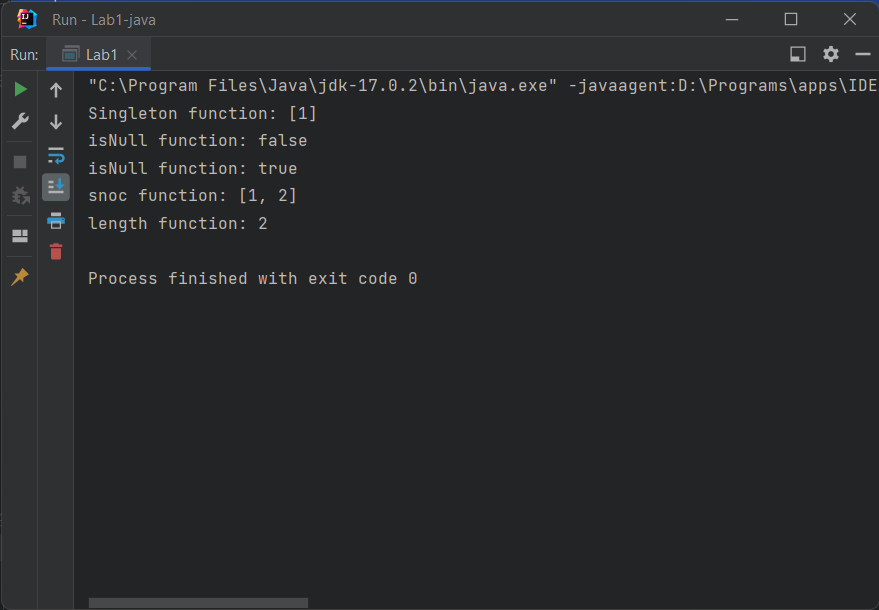 Run - Lab1-java
Run: Lab1
"C:\Program Files\Java\jdk-17.0.2\bin\java.exe" -javaagent:D:\Programs\apps\IDE
Singleton function: [1]
isNull function: false
isNull function: true
snoc function: [1, 2]
length function: 2
Process finished with exit code 0